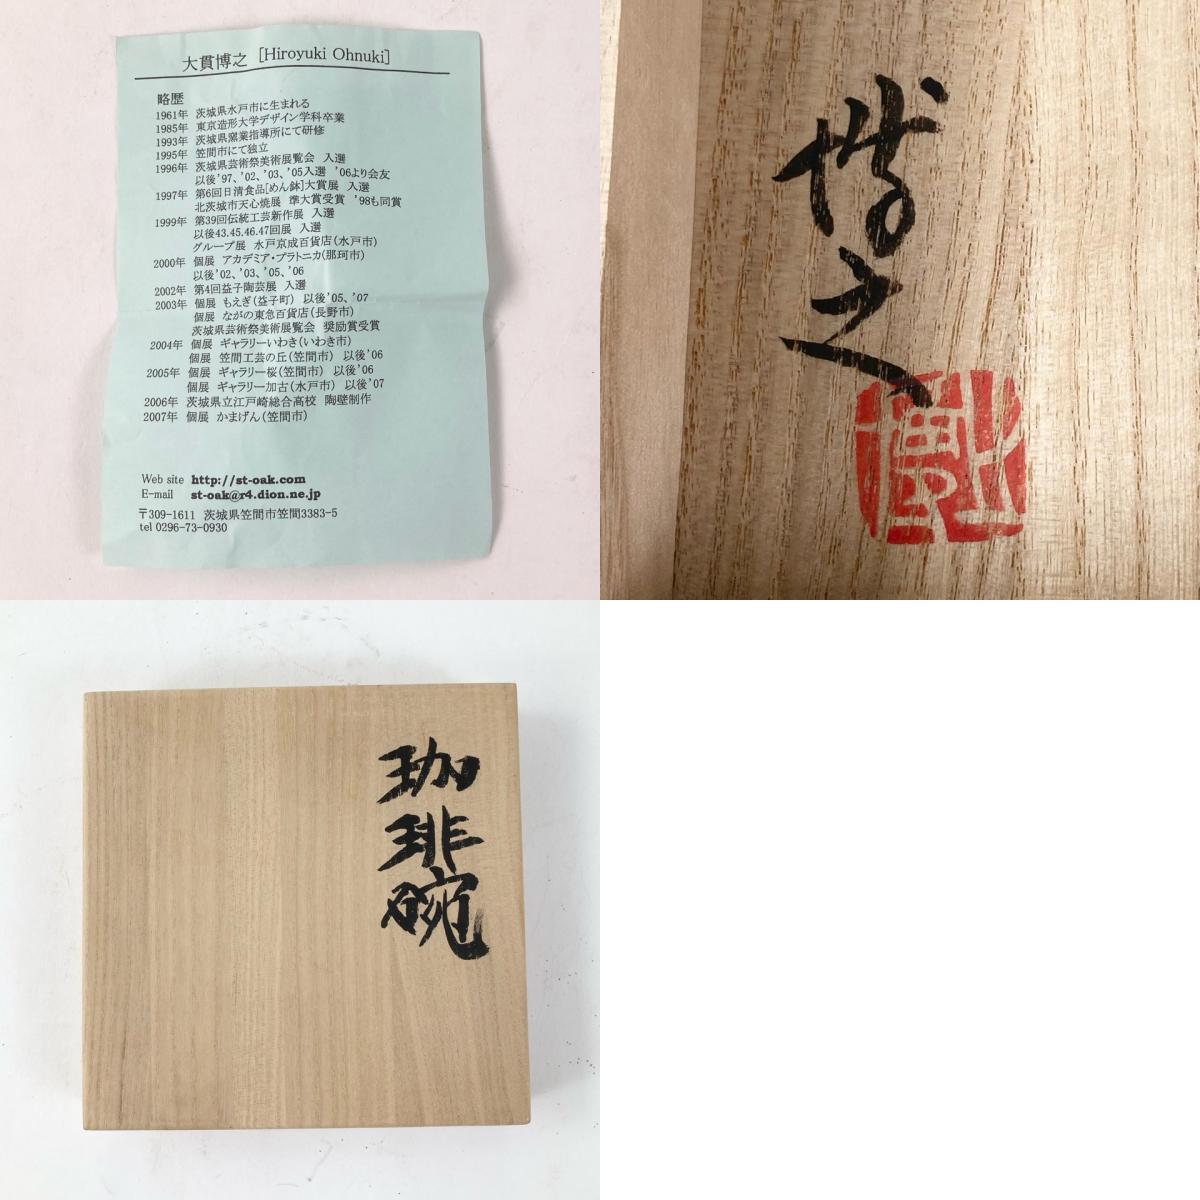 大貫博之 [Hiroyuki Ohnuki]
略歴
1961年 茨城県水戸市に生まれる
1985年 東京造形大学デザイン学科卒業
1993年 茨城県窯業指導所にて研修
1995年 笠間市にて独立
1996年 茨城県芸術祭美術展覧会 入選
以後'97、'02、'03、'05入選 '06より会友
1997年 第6回日清食品[めん鉢]大賞展 入選
北茨城市天心焼展 準大賞受賞 '98も同賞
1999年 第39回伝統工芸新作展 入選
以後43.45.46.47回展 入選
グループ展 水戸京成百貨店(水戸市)
2000年 個展 アカデミア・プラトニカ(那珂市)
以後'02、'03、'05、'06
2002年 第4回益子陶芸展 入選
2003年 個展 もえぎ(益子町) 以後'05、'07
個展 ながの東急百貨店(長野市)
茨城県芸術祭美術展覧会 奨励賞受賞
2004年 個展 ギャラリーいわき(いわき市)
個展 笠間工芸の丘(笠間市) 以後'06
2005年 個展 ギャラリー桜(笠間市) 以後'06
個展 ギャラリー加古(水戸市) 以後'07
2006年 茨城県立江戸崎総合高校 陶壁制作
2007年 個展 かまげん(笠間市)
Web site http://st-oak.com
E-mail st-oak@r4.dion.ne.jp
〒309-1611 茨城県笠間市笠間3383-5
tel 0296-73-0930
博之
珈琲碗